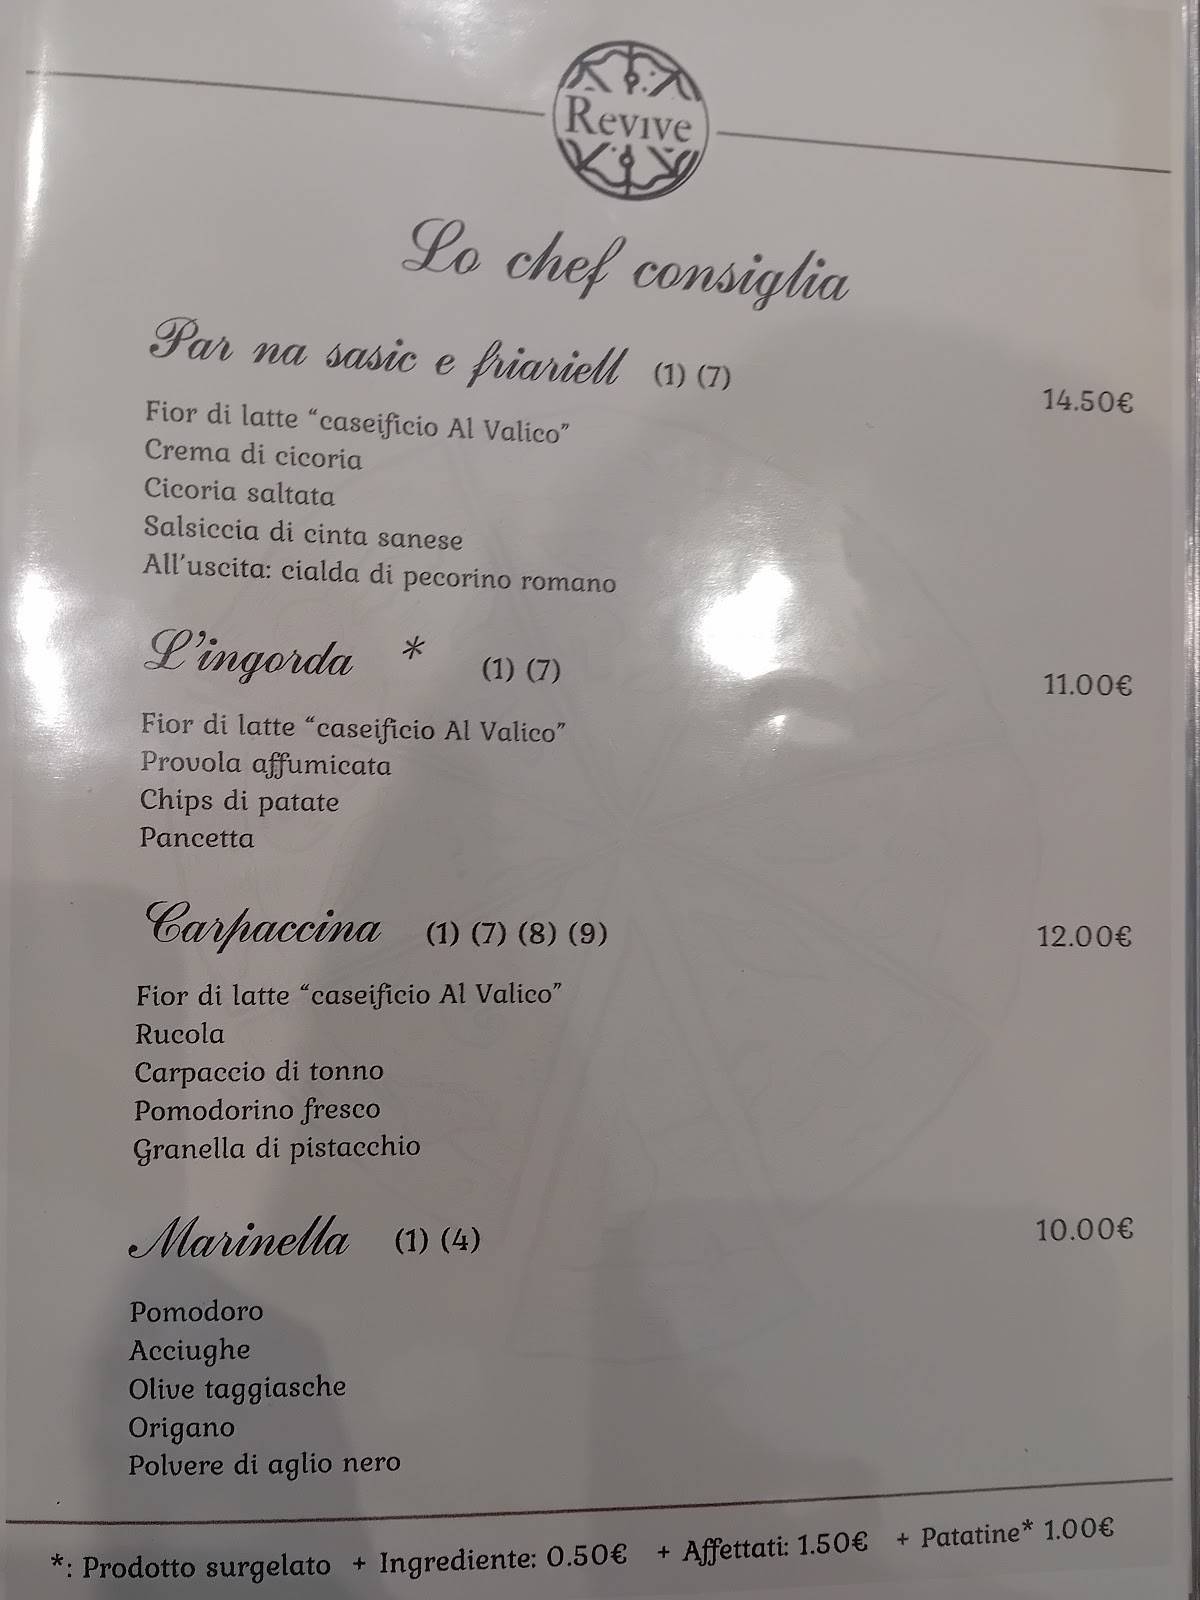 Revive
Lo chef consiglia
Par na sasic e friariell (1) (7) 14.50€
Fior di latte “caseificio Al Valico”
Crema di cicoria
Cicoria saltata
Salsiccia di cinta sanese
All'uscita: cialda di pecorino romano
L'ingorda * (1) (7) 11.00€
Fior di latte “caseificio Al Valico”
Provola affumicata
Chips di patate
Pancetta
Carpaccina (1) (7) (8) (9) 12.00€
Fior di latte “caseificio Al Valico”
Rucola
Carpaccio di tonno
Pomodorino fresco
Granella di pistacchio
Marinella (1) (4) 10.00€
Pomodoro
Acciughe
Olive taggiasche
Origano
Polvere di aglio nero
*: Prodotto surgelato + Ingrediente: 0.50€ + Affettati: 1.50€ + Patatine* 1.00€